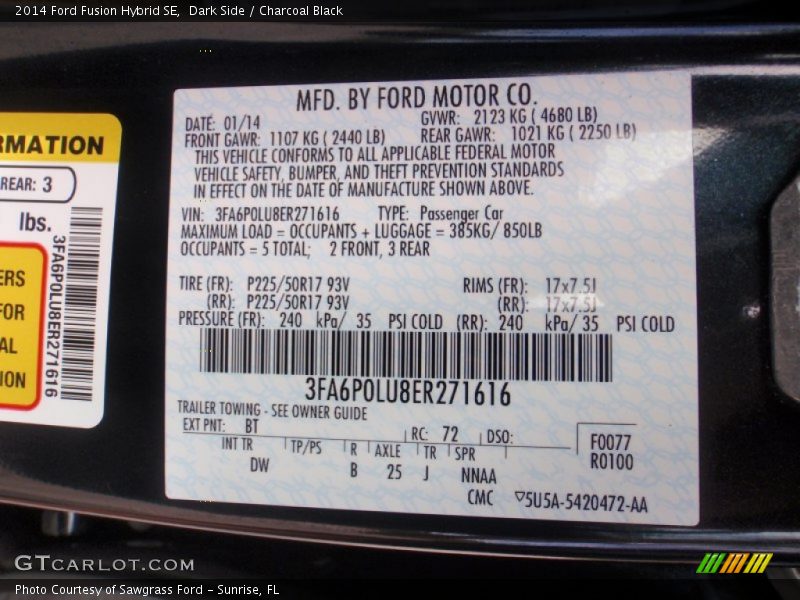 2014 Ford Fusion Hybrid SE,  Dark Side / Charcoal Black
RMATION
REAR: 3
lbs.
ERS
FOR
AL
ION
3FA6P0LU8ER271616
MFD. BY FORD MOTOR CO.
DATE: 01/14 GVWR: 2123 KG ( 4680 LB)
FRONT GAWR: 1107 KG ( 2440 LB) REAR GAWR: 1021 KG ( 2250 LB)
THIS VEHICLE CONFORMS TO ALL APPLICABLE FEDERAL MOTOR
VEHICLE SAFETY, BUMPER, AND THEFT PREVENTION STANDARDS
IN EFFECT ON THE DATE OF MANUFACTURE SHOWN ABOVE.
VIN: 3FA6P0LU8ER271616 TYPE: Passenger Car
MAXIMUM LOAD = OCCUPANTS + LUGGAGE = 385KG/ 850LB
OCCUPANTS = 5 TOTAL; 2 FRONT, 3 REAR
TIRE (FR): P225/50R17 93V RIMS (FR): 17x7.5J
(RR): P225/50R17 93V (RR): 17x7.5J
PRESSURE (FR): 240 kPa/ 35 PSI COLD (RR): 240 kPa/ 35 PSI COLD
3FA6P0LU8ER271616
TRAILER TOWING - SEE OWNER GUIDE
EXT PNT: BT RC: 72 DSO:
INT TR TP/PS R AXLE TR SPR
DW B 25 J NNAA
F0077
R0100
CMC ▽5U5A-5420472-AA
GTCARLOT.COM
Photo Courtesy of Sawgrass Ford - Sunrise, FL